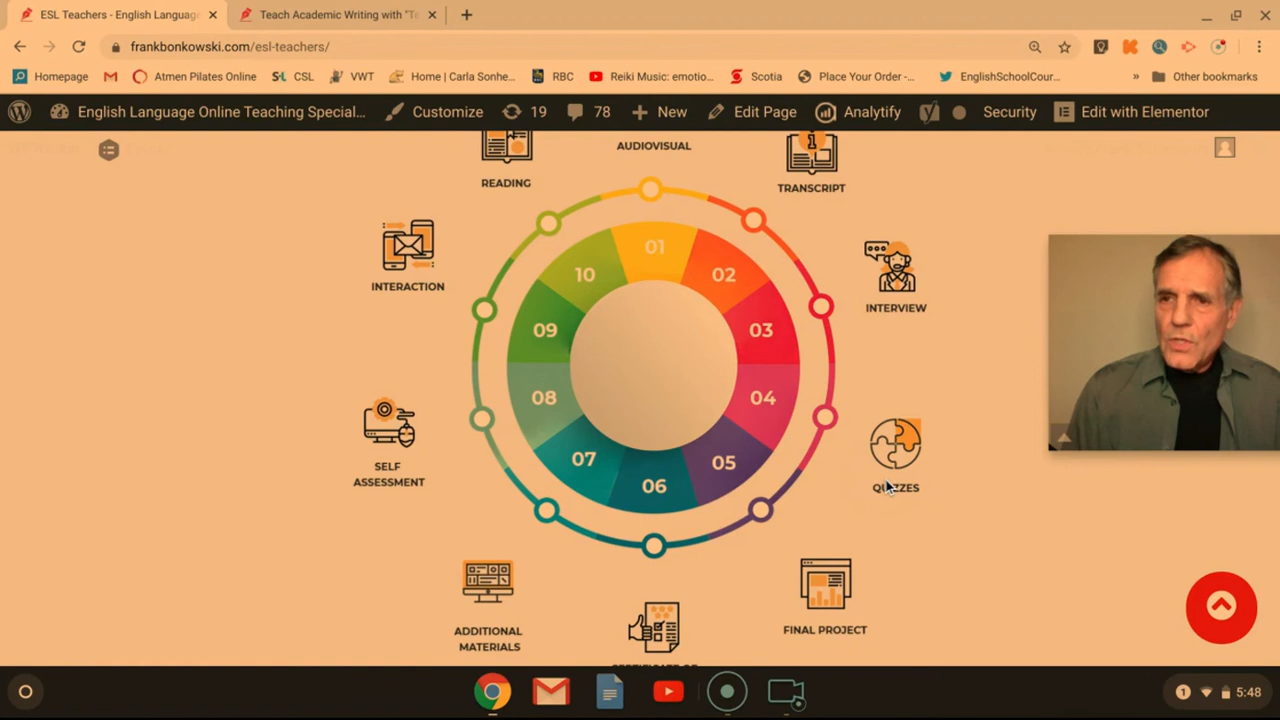 ESL Teachers - English Language
Teach Academic Writing with "Te
frankbonkowski.com/esl-teachers/
Homepage
Atmen Pilates Online
CSL
VWT
Home | Carla Sonhe...
RBC
Reiki Music: emotio...
Scotia
Place Your Order -...
EnglishSchoolCour...
»
Other bookmarks
English Language Online Teaching Special...
Customize
19
78
New
Edit Page
Analytify
Security
Edit with Elementor
AUDIOVISUAL
READING
TRANSCRIPT
INTERACTION
INTERVIEW
01
10
02
09
03
08
04
07
05
06
SELF
ASSESSMENT
QUIZZES
ADDITIONAL
MATERIALS
FINAL PROJECT
1
5:48